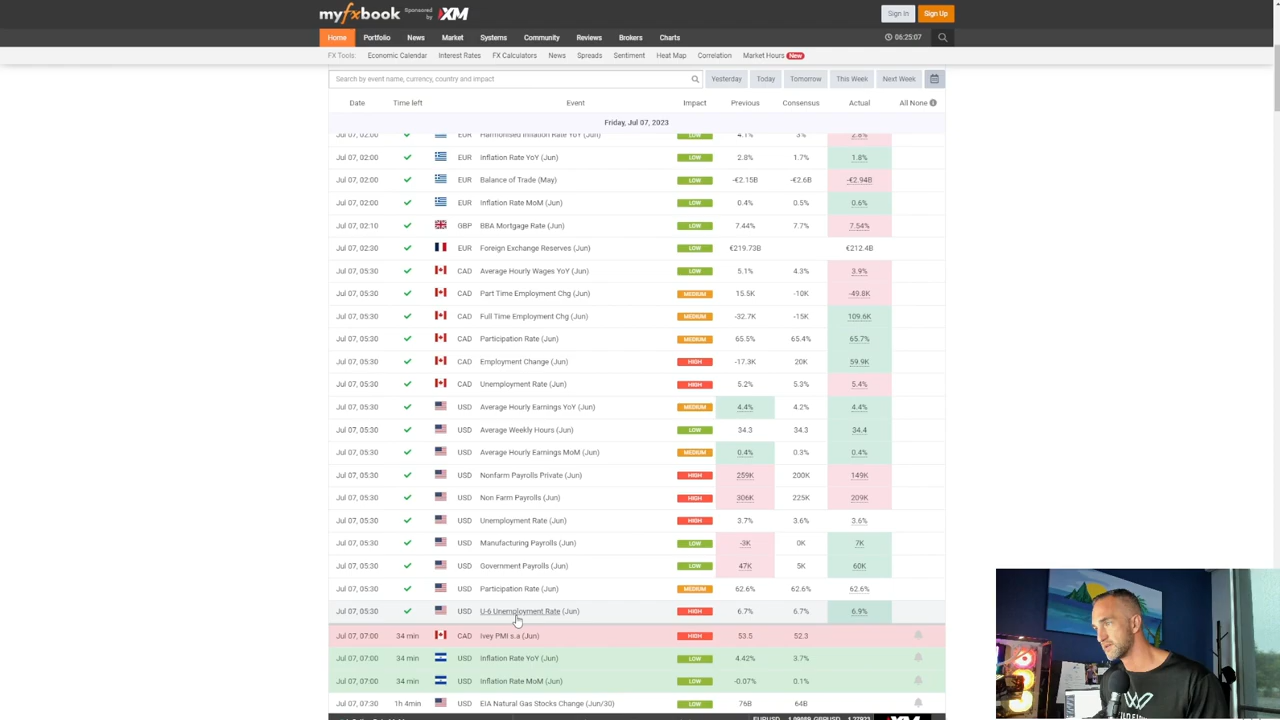 myfxbook Sponsored by XM Sign In Sign Up
Home Portfolio News Market Systems Community Reviews Brokers Charts 06:25:07
FX Tools: Economic Calendar Interest Rates FX Calculators News Spreads Sentiment Heat Map Correlation Market Hours New
Search by event name, currency, country and impact Yesterday Today Tomorrow This Week Next Week
Date Time left Event Impact Previous Consensus Actual All None
Friday, Jul 07, 2023
Jul 07, 02:00 EUR Harmonised Inflation Rate YoY (Jun) LOW 4.1% 3% 2.8%
Jul 07, 02:00 EUR Inflation Rate YoY (Jun) LOW 2.8% 1.7% 1.8%
Jul 07, 02:00 EUR Balance of Trade (May) LOW -€2.15B -€2.6B -€2.94B
Jul 07, 02:00 EUR Inflation Rate MoM (Jun) LOW 0.4% 0.5% 0.6%
Jul 07, 02:10 GBP BBA Mortgage Rate (Jun) LOW 7.44% 7.7% 7.54%
Jul 07, 02:30 EUR Foreign Exchange Reserves (Jun) LOW €219.73B €212.4B
Jul 07, 05:30 CAD Average Hourly Wages YoY (Jun) LOW 5.1% 4.3% 3.9%
Jul 07, 05:30 CAD Part Time Employment Chg (Jun) MEDIUM 15.5K -10K -49.8K
Jul 07, 05:30 CAD Full Time Employment Chg (Jun) MEDIUM -32.7K -15K 109.6K
Jul 07, 05:30 CAD Participation Rate (Jun) MEDIUM 65.5% 65.4% 65.7%
Jul 07, 05:30 CAD Employment Change (Jun) HIGH -17.3K 20K 59.9K
Jul 07, 05:30 CAD Unemployment Rate (Jun) HIGH 5.2% 5.3% 5.4%
Jul 07, 05:30 USD Average Hourly Earnings YoY (Jun) MEDIUM 4.4% 4.2% 4.4%
Jul 07, 05:30 USD Average Weekly Hours (Jun) LOW 34.3 34.3 34.4
Jul 07, 05:30 USD Average Hourly Earnings MoM (Jun) MEDIUM 0.4% 0.3% 0.4%
Jul 07, 05:30 USD Nonfarm Payrolls Private (Jun) HIGH 259K 200K 149K
Jul 07, 05:30 USD Non Farm Payrolls (Jun) HIGH 306K 225K 209K
Jul 07, 05:30 USD Unemployment Rate (Jun) HIGH 3.7% 3.6% 3.6%
Jul 07, 05:30 USD Manufacturing Payrolls (Jun) LOW -3K 0K 7K
Jul 07, 05:30 USD Government Payrolls (Jun) LOW 47K 5K 60K
Jul 07, 05:30 USD Participation Rate (Jun) MEDIUM 62.6% 62.6% 62.6%
Jul 07, 05:30 USD U-6 Unemployment Rate (Jun) HIGH 6.7% 6.7% 6.9%
Jul 07, 07:00 34 min CAD Ivey PMI s.a (Jun) HIGH 53.5 52.3
Jul 07, 07:00 34 min USD Inflation Rate YoY (Jun) LOW 4.42% 3.7%
Jul 07, 07:00 34 min USD Inflation Rate MoM (Jun) LOW -0.07% 0.1%
Jul 07, 07:30 1h 4min USD EIA Natural Gas Stocks Change (Jun/30) LOW 76B 64B